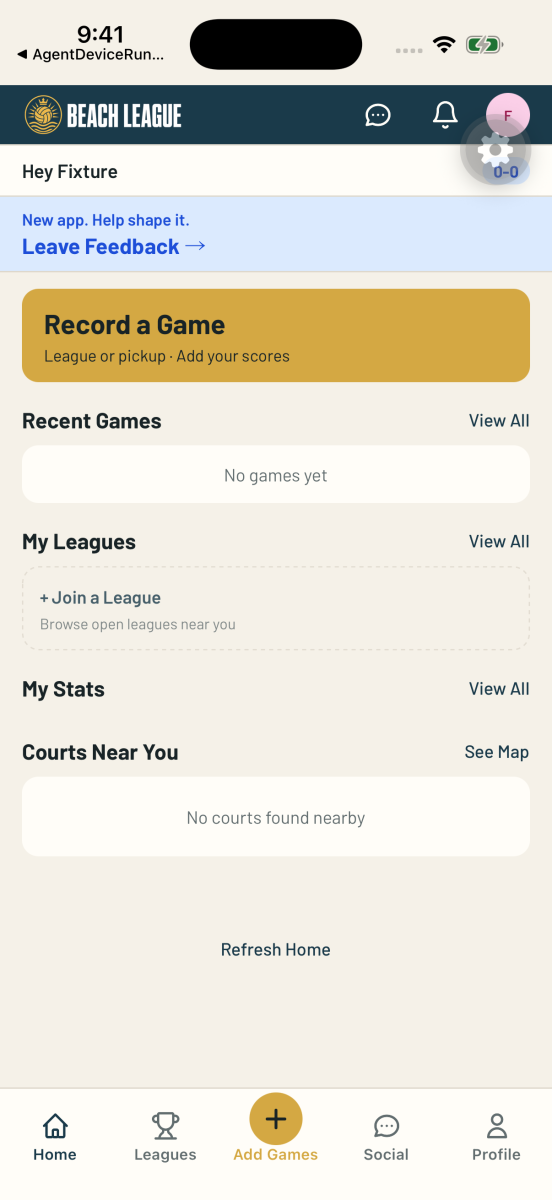 9:41
◀ AgentDeviceRun...
BEACH LEAGUE
F
Hey Fixture
0-0
New app. Help shape it.
Leave Feedback →
Record a Game
League or pickup · Add your scores
Recent Games
View All
No games yet
My Leagues
View All
+ Join a League
Browse open leagues near you
My Stats
View All
Courts Near You
See Map
No courts found nearby
Refresh Home
Home
Leagues
Add Games
Social
Profile